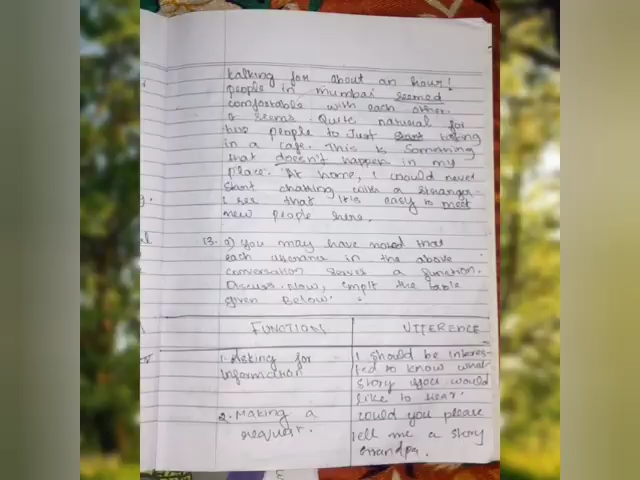 talking for about an hour!
people in mumbai seemed
comfortable with each other.
It seems quite natural for
two people to Just start talking
in a cafe. This is Something
that doesn't happen in my
place. At home, I would never
start chatting with a stranger.
I see that it is easy to meet
new people here.
13. a) You may have noted that
each utterance in the above
conversation serves a function.
Discuss. Now, the table
given Below.
FUNCTIONS UTTERENCE
1. Asking for I should be interes-
Information ted to know what
story you would
like to hear.
2. Making a could you please
request. tell me a story
Grandpa.